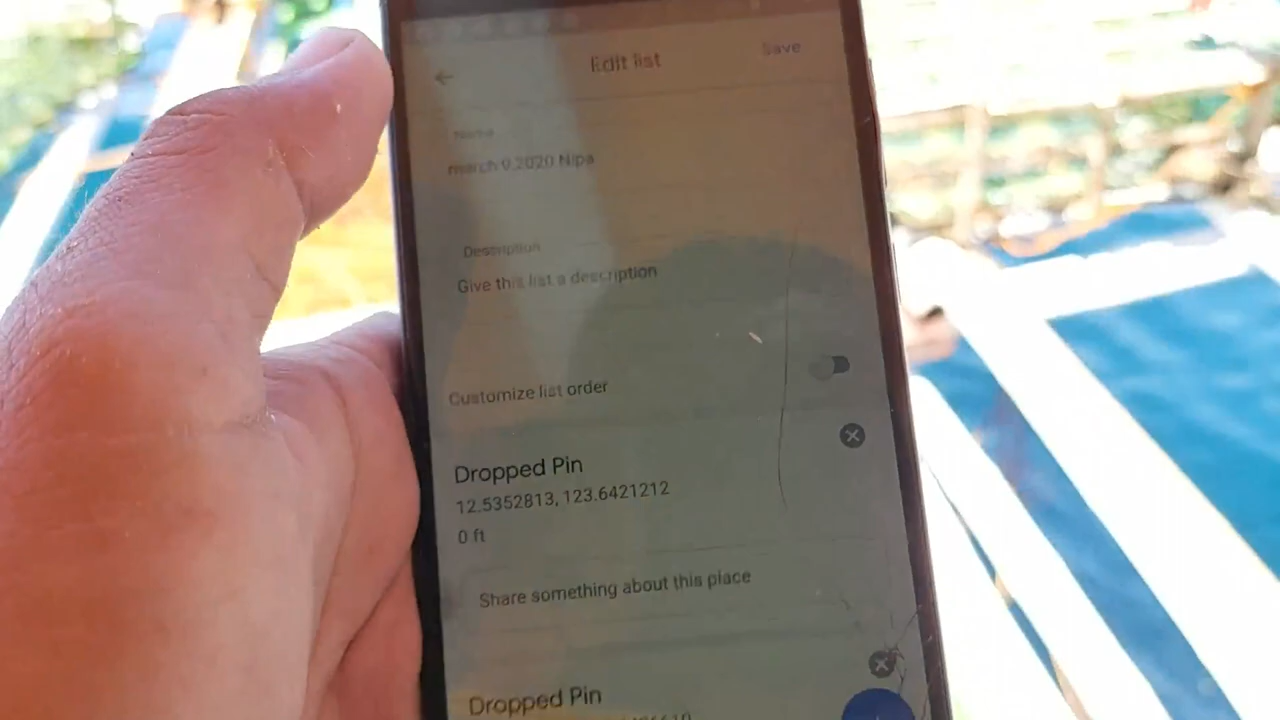 Edit list
Save
Name
march 9 2020 Nipa
Description
Give this list a description
Customize list order
Dropped Pin
12.5352813, 123.6421212
0 ft
Share something about this place
Dropped Pin